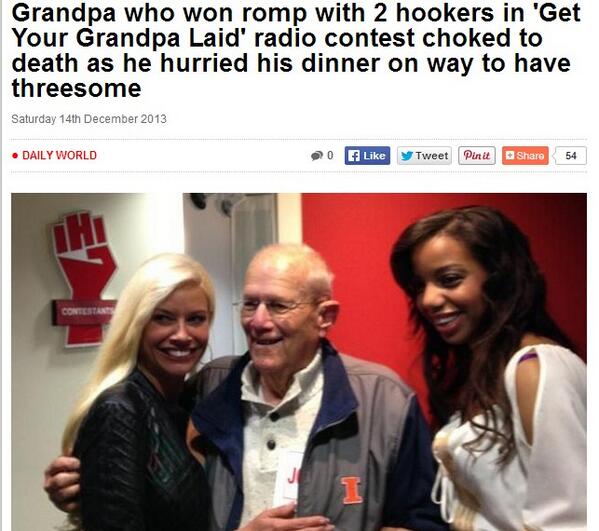 Grandpa who won romp with 2 hookers in 'Get
Your Grandpa Laid' radio contest choked to
death as he hurried his dinner on way to have
threesome
Saturday 14th December 2013
DAILY WORLD
0 Like Tweet Pin it Share 54
CONTESTANTS
I